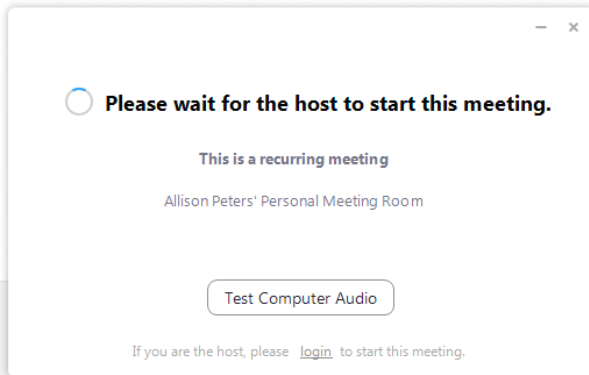 Please wait for the host to start this meeting.
This is a recurring meeting
Allison Peters' Personal Meeting Room
Test Computer Audio
If you are the host, please login to start this meeting.